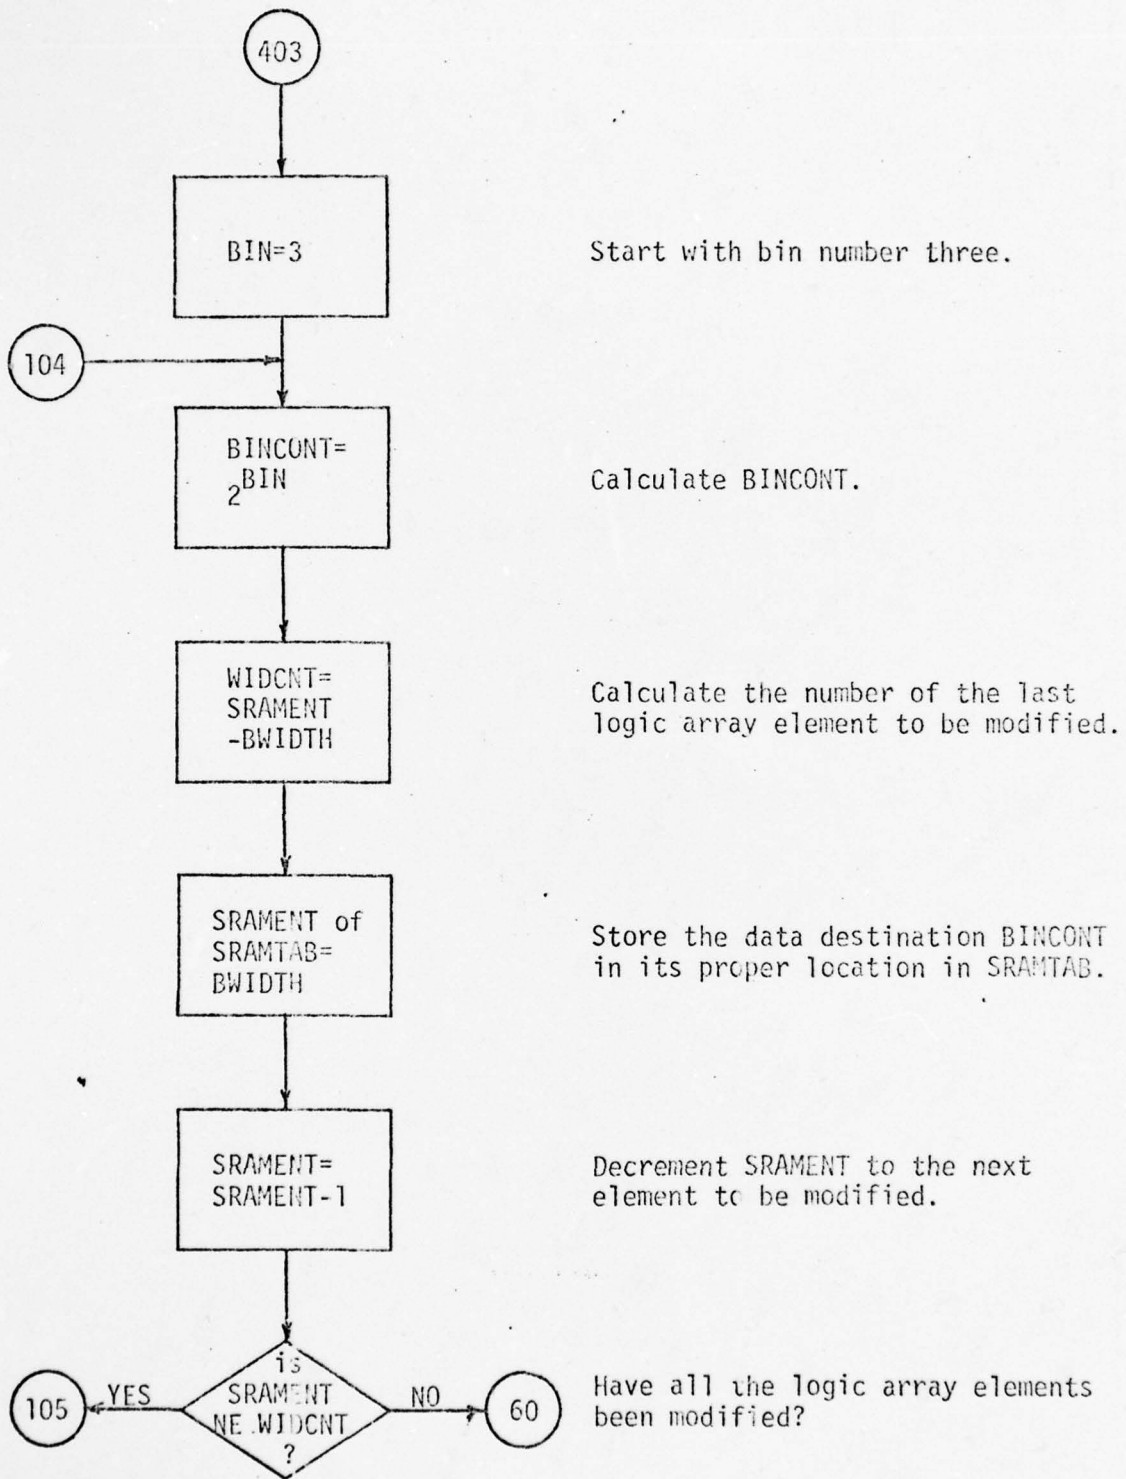 403
BIN=3
Start with bin number three.
104
BINCONT=
2^BIN
Calculate BINCONT.
WIDCNT=
SRAMENT
-BWIDTH
Calculate the number of the last
logic array element to be modified.
SRAMENT of
SRAMTAB=
BWIDTH
Store the data destination BINCONT
in its proper location in SRAMTAB.
SRAMENT=
SRAMENT-1
Decrement SRAMENT to the next
element to be modified.
is
SRAMENT
NE.WIDCNT
?
105
YES
NO
60
Have all the logic array elements
been modified?